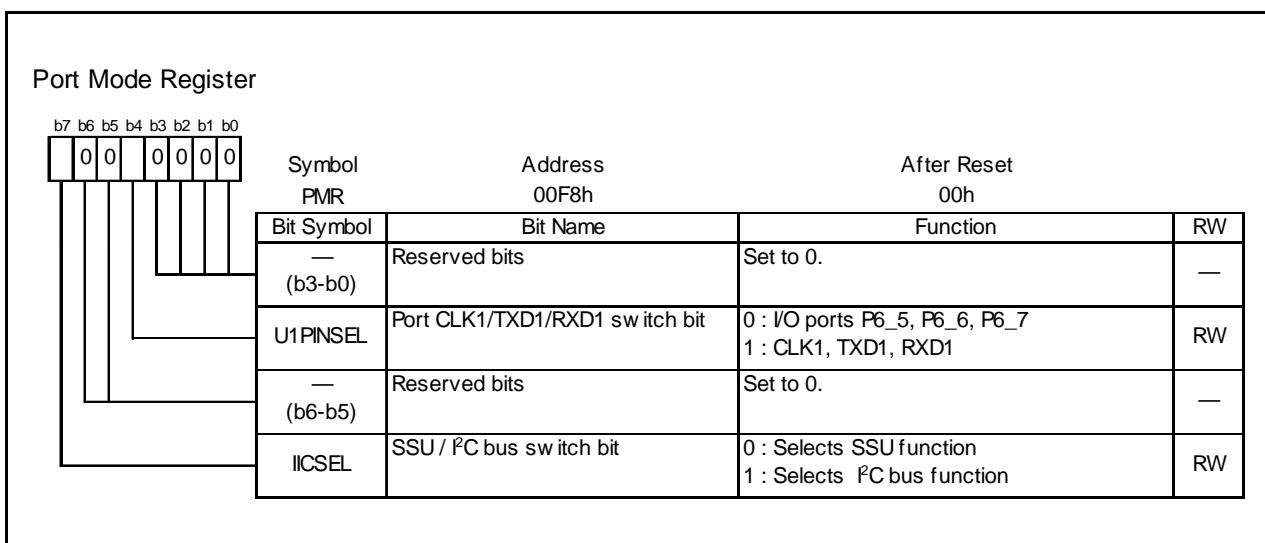 Port Mode Register
b7 b6 b5 b4 b3 b2 b1 b0
0 0 0 0 0 0
Symbol Address After Reset
PMR 00F8h 00h
Bit Symbol Bit Name Function RW
— Reserved bits Set to 0. —
(b3-b0)
U1PINSEL Port CLK1/TXD1/RXD1 switch bit 0 : I/O ports P6_5, P6_6, P6_7 RW
1 : CLK1, TXD1, RXD1
— Reserved bits Set to 0. —
(b6-b5)
IICSEL SSU / I²C bus switch bit 0 : Selects SSU function RW
1 : Selects I²C bus function